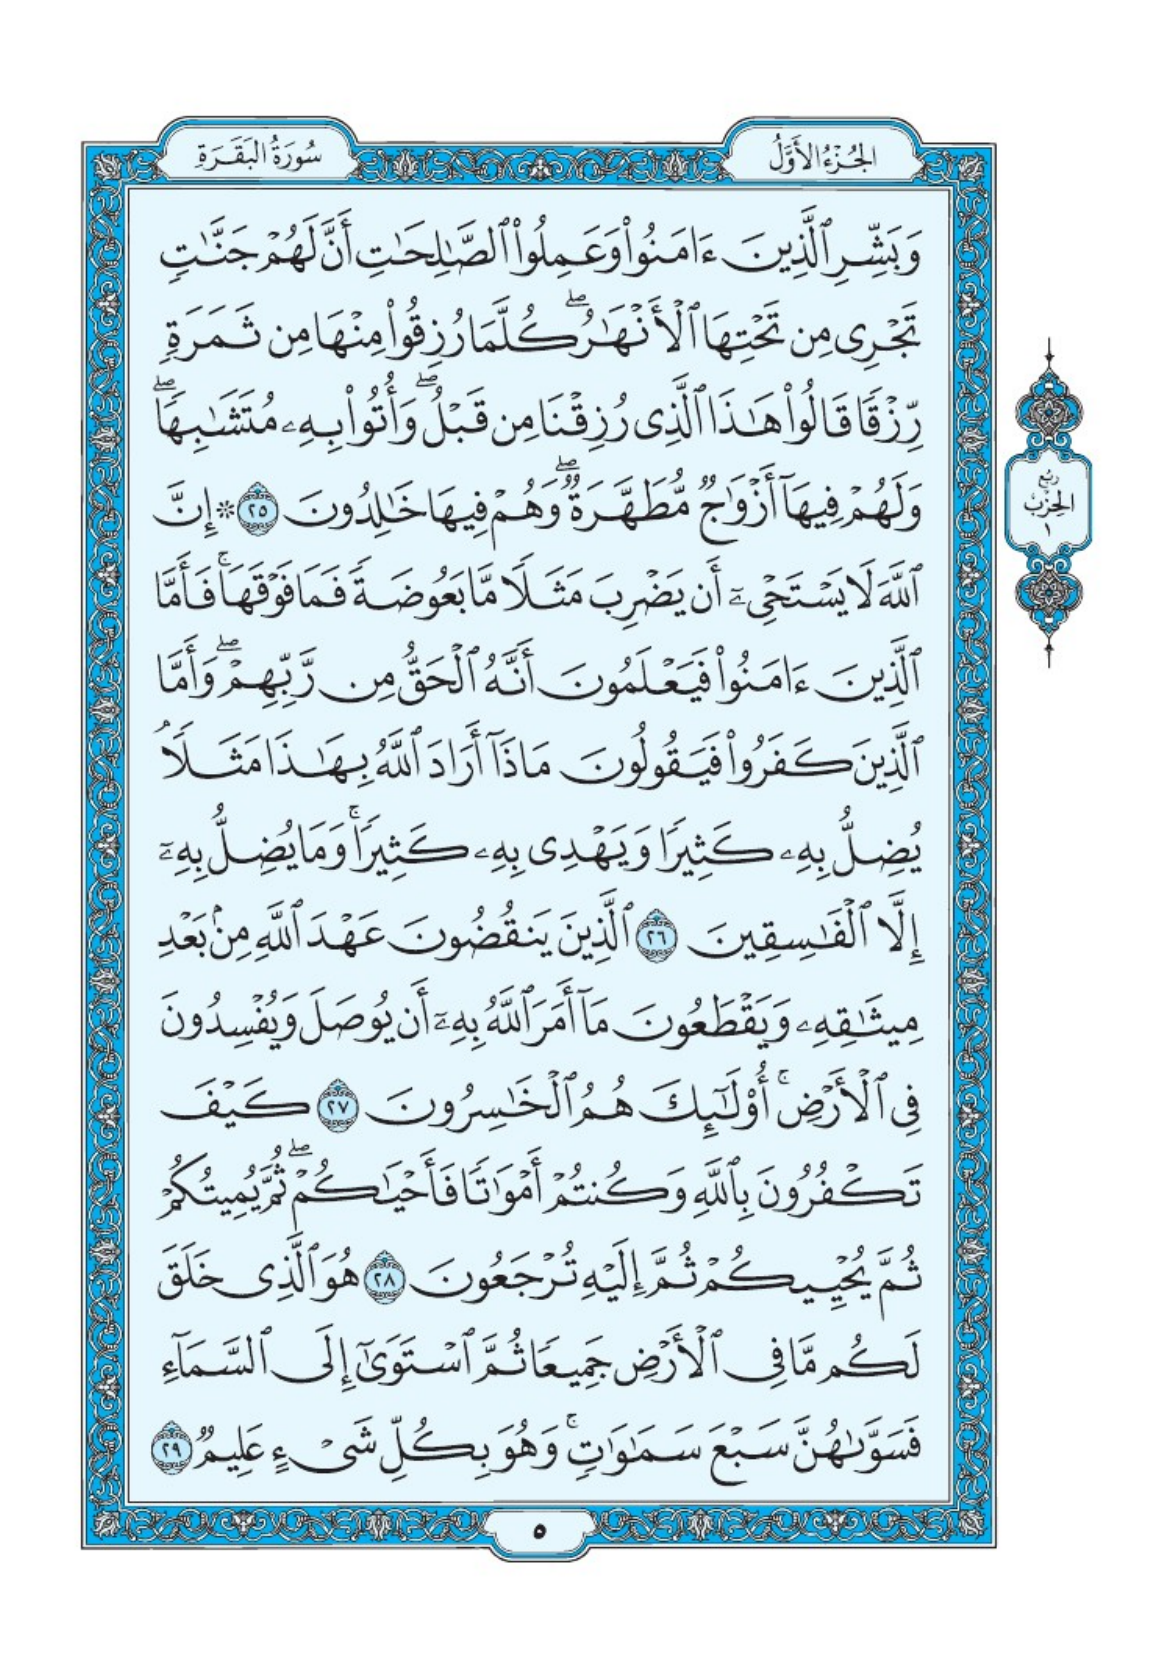 الجُزْءُ الأَوَّلُ
سُورَةُ البَقَرَةِ
وَبَشِّرِ ٱلَّذِينَ ءَامَنُوا۟ وَعَمِلُوا۟ ٱلصَّـٰلِحَـٰتِ أَنَّ لَهُمْ جَنَّـٰتٍ
تَجْرِى مِن تَحْتِهَا ٱلْأَنْهَـٰرُ ۖ كُلَّمَا رُزِقُوا۟ مِنْهَا مِن ثَمَرَةٍ
رِّزْقًا قَالُوا۟ هَـٰذَا ٱلَّذِى رُزِقْنَا مِن قَبْلُ ۖ وَأُتُوا۟ بِهِۦ مُتَشَـٰبِهًا ۖ
وَلَهُمْ فِيهَآ أَزْوَٰجٌ مُّطَهَّرَةٌ ۖ وَهُمْ فِيهَا خَـٰلِدُونَ ٢٥ * إِنَّ
ٱللَّهَ لَا يَسْتَحْىِۦٓ أَن يَضْرِبَ مَثَلًا مَّا بَعُوضَةً فَمَا فَوْقَهَا ۚ فَأَمَّا
ٱلَّذِينَ ءَامَنُوا۟ فَيَعْلَمُونَ أَنَّهُ ٱلْحَقُّ مِن رَّبِّهِمْ ۖ وَأَمَّا
ٱلَّذِينَ كَفَرُوا۟ فَيَقُولُونَ مَاذَآ أَرَادَ ٱللَّهُ بِهَـٰذَا مَثَلًا ۘ
يُضِلُّ بِهِۦ كَثِيرًا وَيَهْدِى بِهِۦ كَثِيرًا ۚ وَمَا يُضِلُّ بِهِۦٓ
إِلَّا ٱلْفَـٰسِقِينَ ٢٦ ٱلَّذِينَ يَنقُضُونَ عَهْدَ ٱللَّهِ مِنۢ بَعْدِ
مِيثَـٰقِهِۦ وَيَقْطَعُونَ مَآ أَمَرَ ٱللَّهُ بِهِۦٓ أَن يُوصَلَ وَيُفْسِدُونَ
فِى ٱلْأَرْضِ ۚ أُو۟لَـٰٓئِكَ هُمُ ٱلْخَـٰسِرُونَ ٢٧ كَيْفَ
تَكْفُرُونَ بِٱللَّهِ وَكُنتُمْ أَمْوَٰتًا فَأَحْيَـٰكُمْ ۖ ثُمَّ يُمِيتُكُمْ
ثُمَّ يُحْيِيكُمْ ثُمَّ إِلَيْهِ تُرْجَعُونَ ٢٨ هُوَ ٱلَّذِى خَلَقَ
لَكُم مَّا فِى ٱلْأَرْضِ جَمِيعًا ثُمَّ ٱسْتَوَىٰٓ إِلَى ٱلسَّمَآءِ
فَسَوَّىٰهُنَّ سَبْعَ سَمَـٰوَٰتٍ ۚ وَهُوَ بِكُلِّ شَىْءٍ عَلِيمٌ ٢٩
رُبُعُ
الحِزْبِ
١
٥